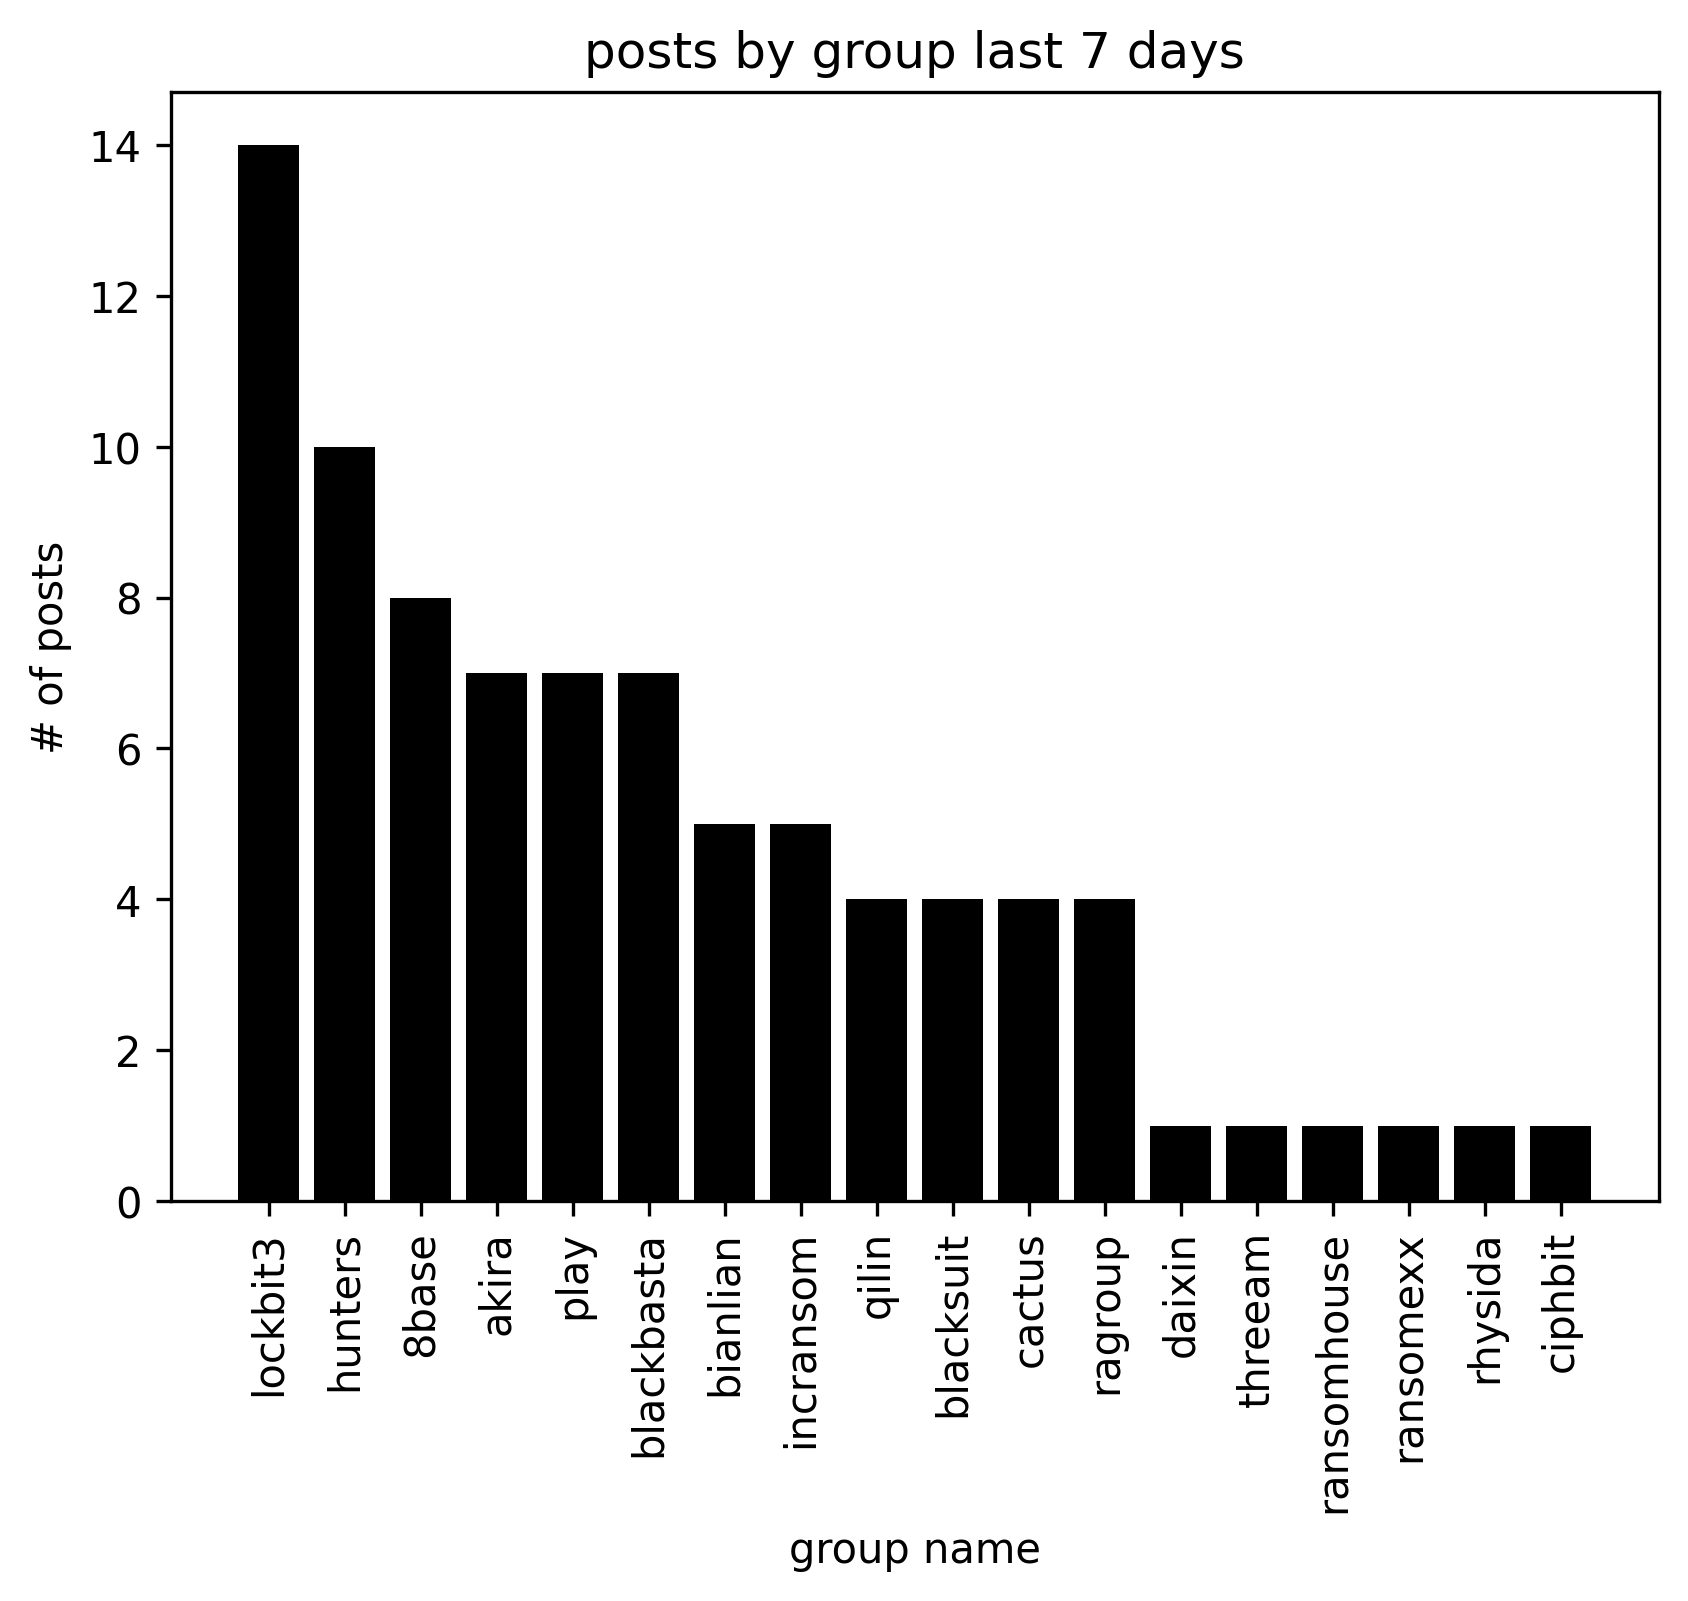 posts by group last 7 days
14
12
10
8
6
4
2
0
# of posts
lockbit3
hunters
8base
akira
play
blackbasta
bianlian
incransom
qilin
blacksuit
cactus
ragroup
daixin
threeam
ransomhouse
ransomexx
rhysida
ciphbit
group name